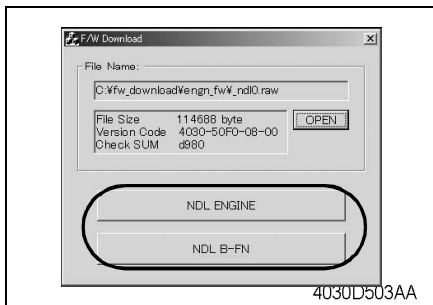 F/W Download
File Name:
C:¥fw_download¥engn_fw¥_ndl0.raw
File Size 114688 byte
Version Code 4030-50F0-08-00
Check SUM d980
OPEN
NDL ENGINE
NDL B-FN
4030D503AA